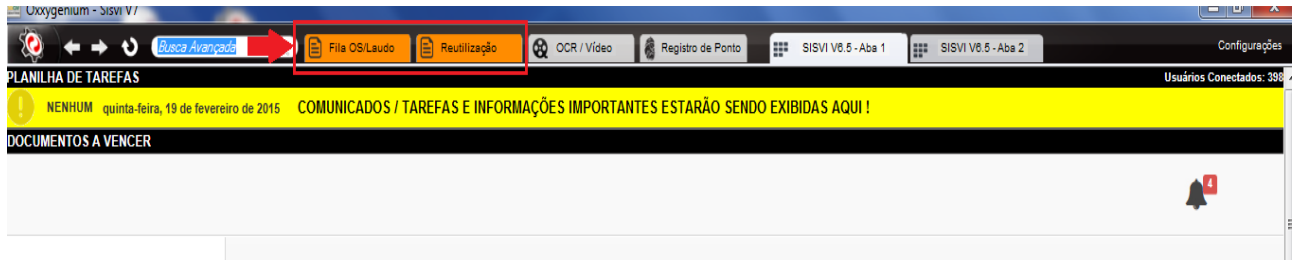 Oxxygenium - Sisvi V7
Busca Avançada
Fila OS/Laudo
Reutilização
OCR / Vídeo
Registro de Ponto
SISVI V6.5 - Aba 1
SISVI V6.5 - Aba 2
Configurações
PLANILHA DE TAREFAS
Usuários Conectados: 398
NENHUM quinta-feira, 19 de fevereiro de 2015 COMUNICADOS / TAREFAS E INFORMAÇÕES IMPORTANTES ESTARÃO SENDO EXIBIDAS AQUI !
DOCUMENTOS A VENCER
4